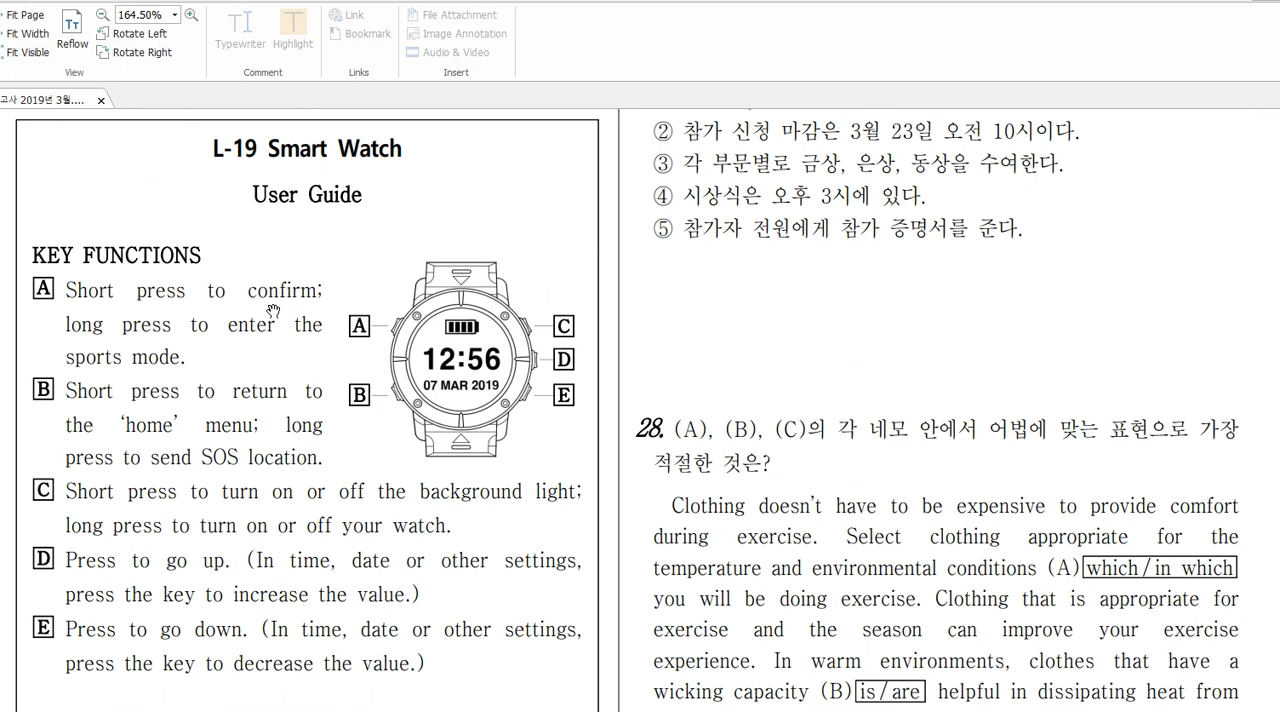 Fit Page
Fit Width
Fit Visible
Reflow
164.50%
Rotate Left
Rotate Right
View
Typewriter
Highlight
Comment
Link
Bookmark
Links
File Attachment
Image Annotation
Audio & Video
Insert
고사 2019년 3월....
L-19 Smart Watch
User Guide
KEY FUNCTIONS
A Short press to confirm;
long press to enter the
sports mode.
B Short press to return to
the ‘home’ menu; long
press to send SOS location.
A
B
C
D
E
12:56
07 MAR 2019
C Short press to turn on or off the background light;
long press to turn on or off your watch.
D Press to go up. (In time, date or other settings,
press the key to increase the value.)
E Press to go down. (In time, date or other settings,
press the key to decrease the value.)
② 참가 신청 마감은 3월 23일 오전 10시이다.
③ 각 부문별로 금상, 은상, 동상을 수여한다.
④ 시상식은 오후 3시에 있다.
⑤ 참가자 전원에게 참가 증명서를 준다.
28. (A), (B), (C)의 각 네모 안에서 어법에 맞는 표현으로 가장
적절한 것은?
Clothing doesn’t have to be expensive to provide comfort
during exercise. Select clothing appropriate for the
temperature and environmental conditions (A) which / in which
you will be doing exercise. Clothing that is appropriate for
exercise and the season can improve your exercise
experience. In warm environments, clothes that have a
wicking capacity (B) is / are helpful in dissipating heat from